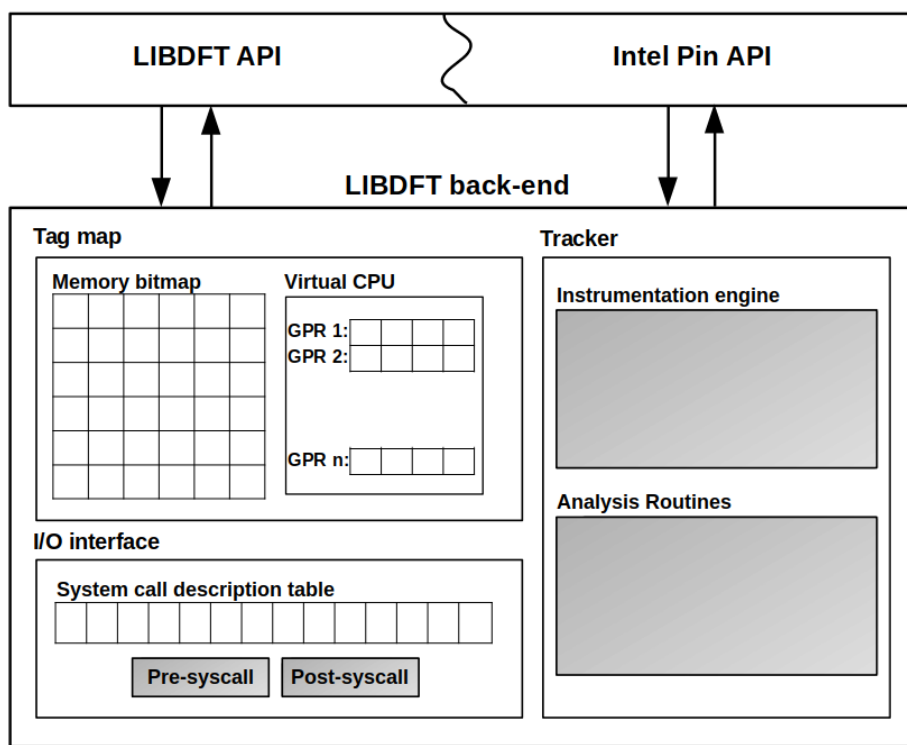 LIBDFT API
Intel Pin API
LIBDFT back-end
Tag map
Memory bitmap
Virtual CPU
GPR 1:
GPR 2:
GPR n:
I/O interface
System call description table
Pre-syscall
Post-syscall
Tracker
Instrumentation engine
Analysis Routines